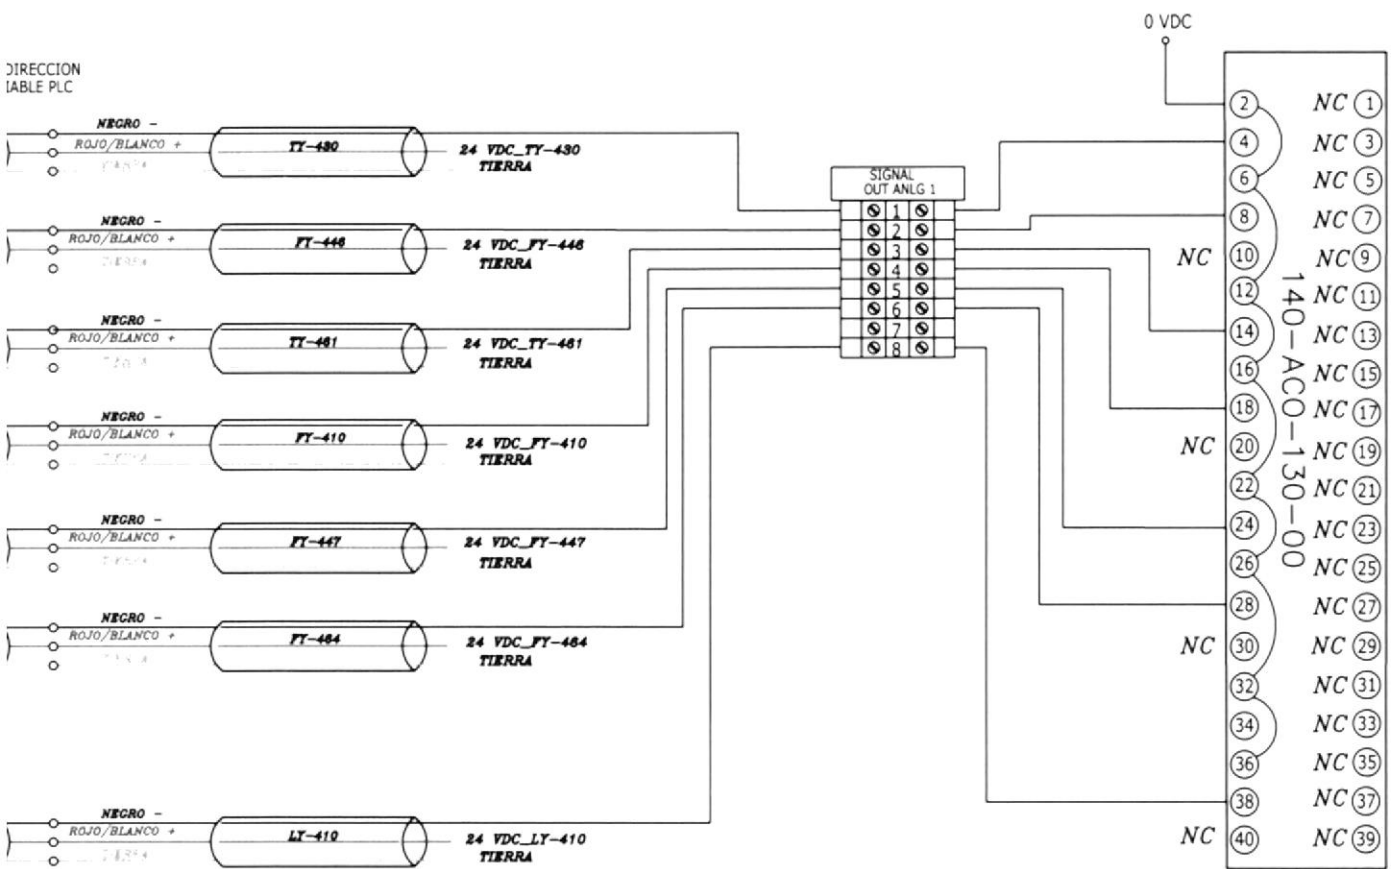 0 VDC
DIRECCION
IABLE PLC
NEGRO -
ROJO/BLANCO +
TY-430
24 VDC_TY-430
TIERRA
NEGRO -
ROJO/BLANCO +
FY-446
24 VDC_FY-446
TIERRA
NEGRO -
ROJO/BLANCO +
TY-461
24 VDC_TY-461
TIERRA
NEGRO -
ROJO/BLANCO +
FY-410
24 VDC_FY-410
TIERRA
NEGRO -
ROJO/BLANCO +
FY-447
24 VDC_FY-447
TIERRA
NEGRO -
ROJO/BLANCO +
FY-464
24 VDC_FY-464
TIERRA
NEGRO -
ROJO/BLANCO +
LY-410
24 VDC_LY-410
TIERRA
SIGNAL
OUT ANLG 1
1
2
3
4
5
6
7
8
2 NC 1
4 NC 3
6 NC 5
8 NC 7
NC 10 NC 9
12 NC 11
14 NC 13
16 NC 15
18 NC 17
NC 20 NC 19
22 NC 21
24 NC 23
26 NC 25
28 NC 27
NC 30 NC 29
32 NC 31
34 NC 33
36 NC 35
38 NC 37
NC 40 NC 39
140-ACO-130-00